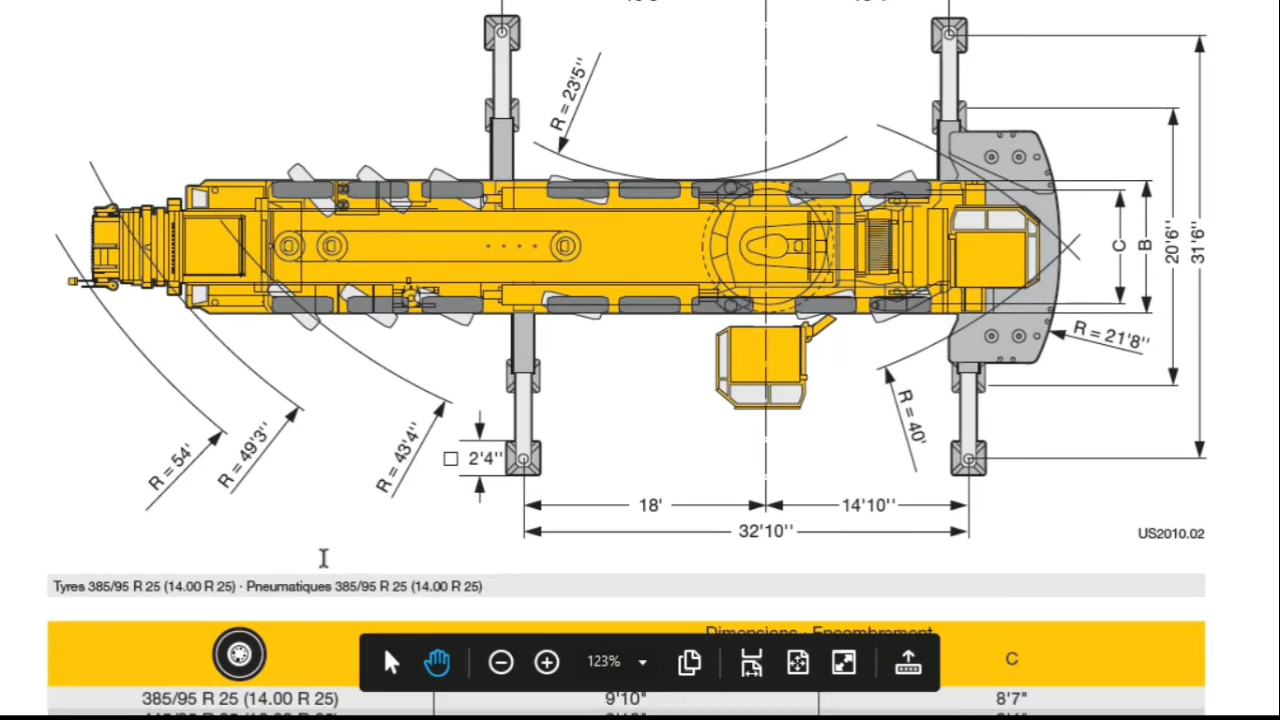 R = 23'5''
C
B
20'6''
31'6''
R = 21'8''
R = 54'
R = 49'3''
R = 43'4''
□ 2'4''
R = 40'
18'
14'10''
32'10''
US2010.02
Tyres 385/95 R 25 (14.00 R 25) · Pneumatiques 385/95 R 25 (14.00 R 25)
Dimensions · Encombrement
C
123%
385/95 R 25 (14.00 R 25) 9'10" 8'7"